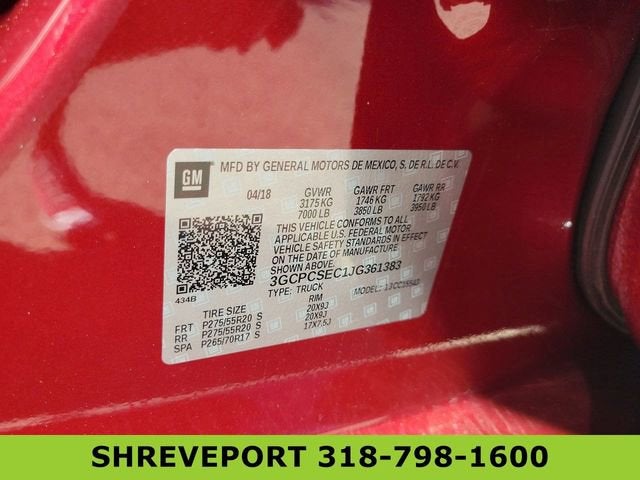 GM
MFD BY GENERAL MOTORS DE MEXICO, S. DE R.L. DE C.V.
04/18 GVWR GAWR FRT GAWR RR
3175 KG 1746 KG 1792 KG
7000 LB 3850 LB 3950 LB
THIS VEHICLE CONFORMS TO ALL
APPLICABLE U.S. FEDERAL MOTOR
VEHICLE SAFETY STANDARDS IN
EFFECT ON THE DATE OF
MANUFACTURE SHOWN ABOVE.
3GCPCSEC1JG361383
434B TYPE: TRUCK MODEL:
TIRE SIZE RIM
FRT P275/55R20 S 20X9J
RR P275/55R20 S 20X9J
SPA P265/70R17 S 17X7.5J
SHREVEPORT 318-798-1600